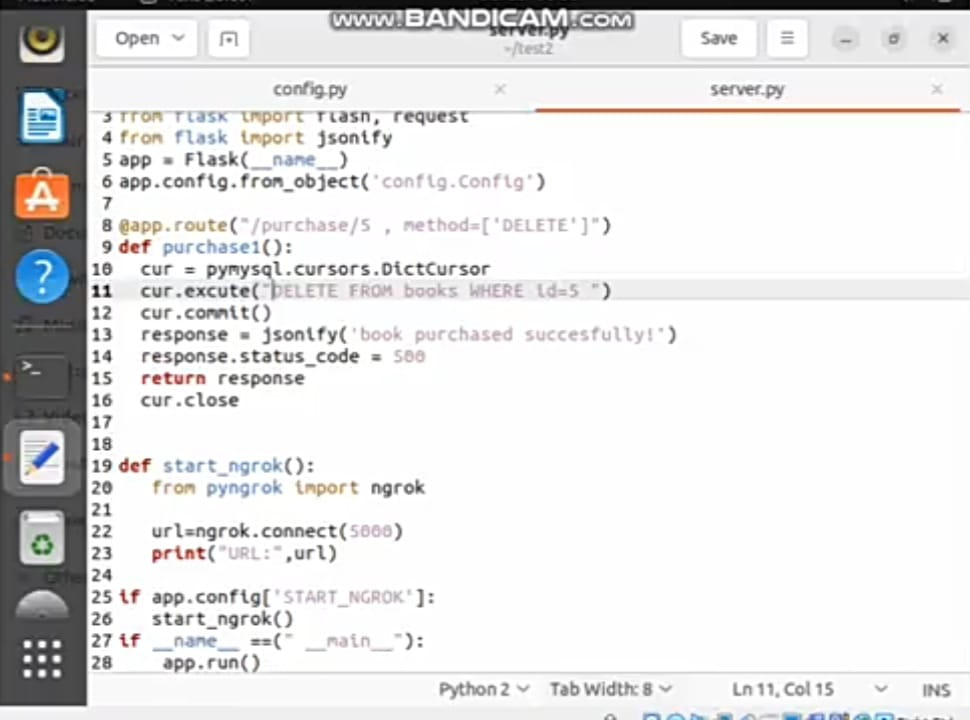 www.BANDICAM.com
Open
server.py
~/test2
Save
config.py
server.py
3 from flask import flash, request
4 from flask import jsonify
5 app = Flask(__name__)
6 app.config.from_object('config.Config')
7
8 @app.route("/purchase/5 , method=['DELETE']")
9 def purchase1():
10 cur = pymysql.cursors.DictCursor
11 cur.excute("DELETE FROM books WHERE id=5 ")
12 cur.commit()
13 response = jsonify('book purchased succesfully!')
14 response.status_code = 500
15 return response
16 cur.close
17
18
19 def start_ngrok():
20 from pyngrok import ngrok
21
22 url=ngrok.connect(5000)
23 print("URL:",url)
24
25 if app.config['START_NGROK']:
26 start_ngrok()
27 if __name__ ==(" __main__"):
28 app.run()
Python 2 Tab Width: 8 Ln 11, Col 15 INS